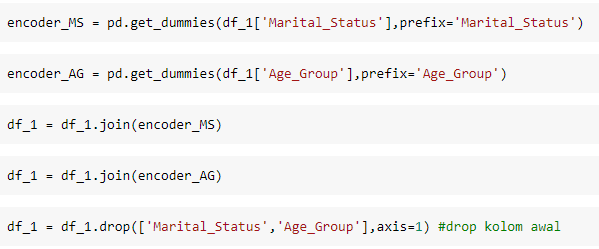 encoder_MS = pd.get_dummies(df_1['Marital_Status'],prefix='Marital_Status')
encoder_AG = pd.get_dummies(df_1['Age_Group'],prefix='Age_Group')
df_1 = df_1.join(encoder_MS)
df_1 = df_1.join(encoder_AG)
df_1 = df_1.drop(['Marital_Status','Age_Group'],axis=1) #drop kolom awal